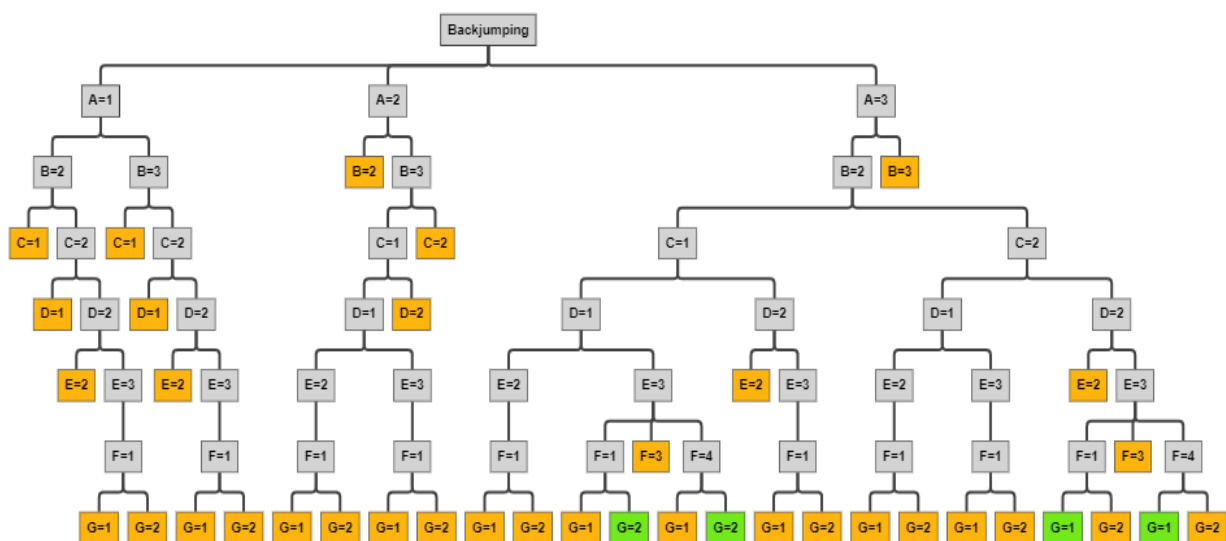 Backjumping
A=1 A=2 A=3
B=2 B=3 B=2 B=3 B=2 B=3
C=1 C=2 C=1 C=2 C=1 C=2 C=1 C=2
D=1 D=2 D=1 D=2 D=1 D=2 D=1 D=2 D=1 D=2
E=2 E=3 E=2 E=3 E=2 E=3 E=2 E=3 E=2 E=3 E=2 E=3 E=2 E=3
F=1 F=1 F=1 F=1 F=1 F=1 F=3 F=4 F=1 F=1 F=1 F=1 F=3 F=4
G=1 G=2 G=1 G=2 G=1 G=2 G=1 G=2 G=1 G=2 G=1 G=2 G=1 G=2 G=1 G=2 G=1 G=2 G=1 G=2 G=1 G=2 G=1 G=2